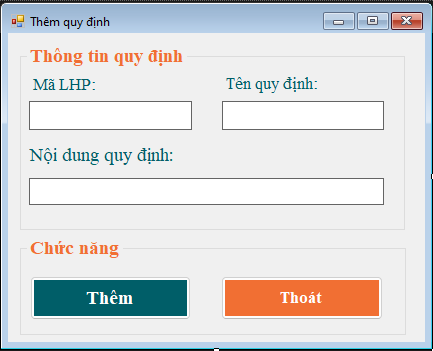 Thêm quy định
Thông tin quy định
Mã LHP: Tên quy định:
Nội dung quy định:
Chức năng
Thêm Thoát